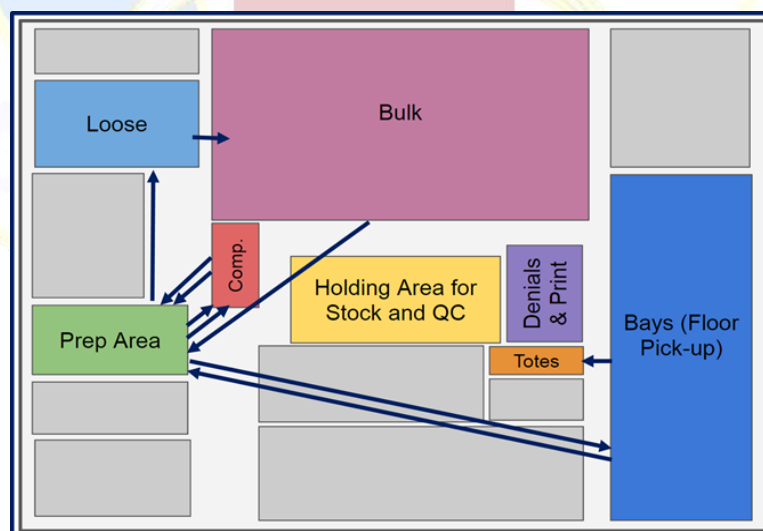 Loose
Bulk
Comp.
Holding Area for
Stock and QC
Denials
& Print
Bays (Floor
Pick-up)
Prep Area
Totes